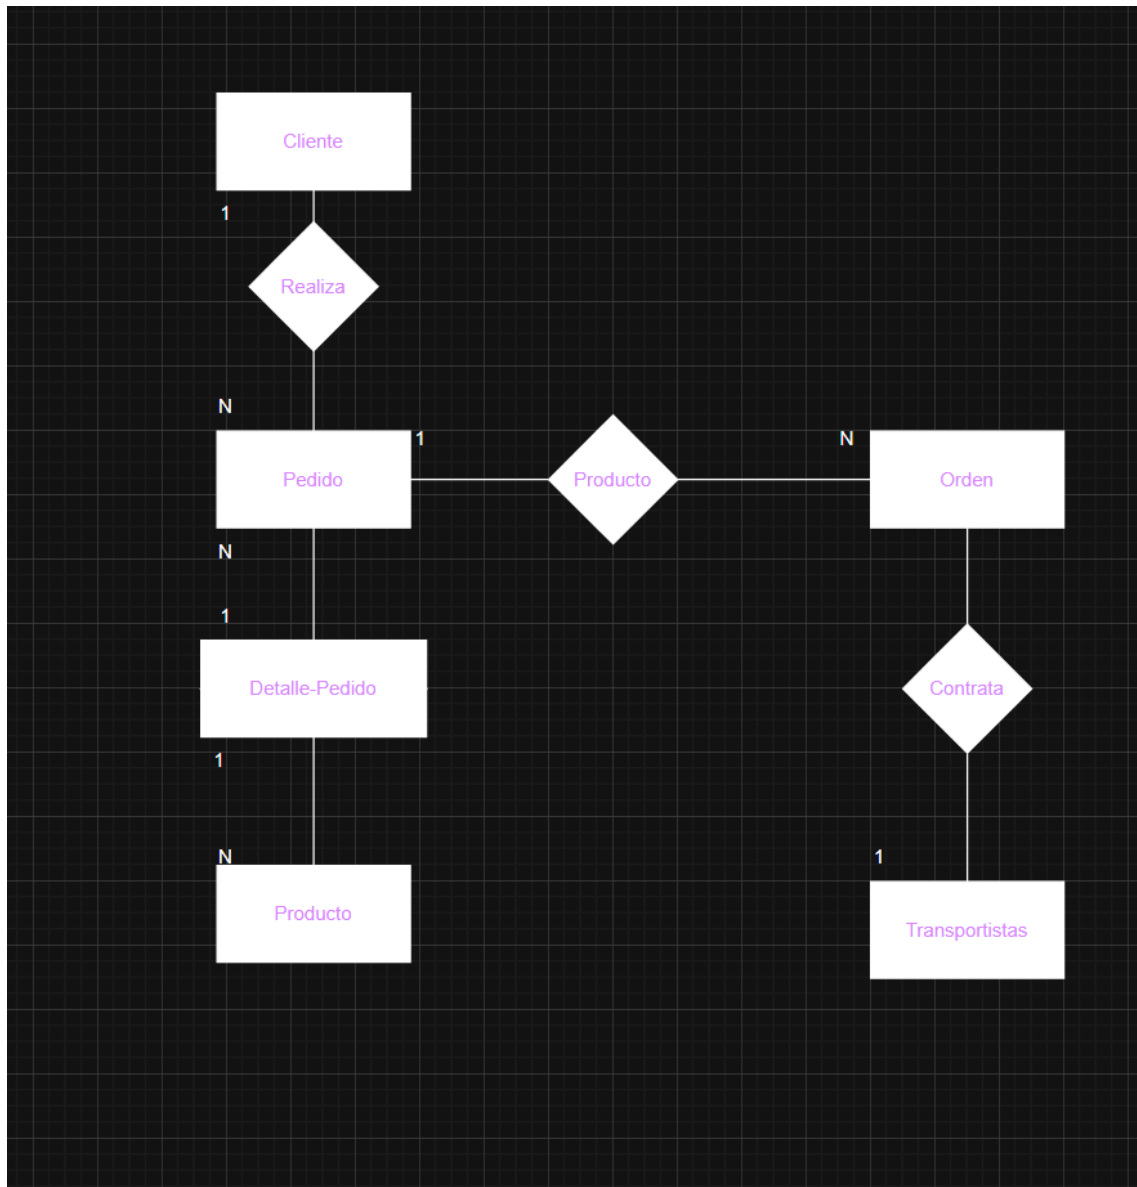 Cliente
1
Realiza
N
Pedido
1
Producto
N
Orden
N
1
Detalle-Pedido
Contrata
1
N
1
Producto
Transportistas